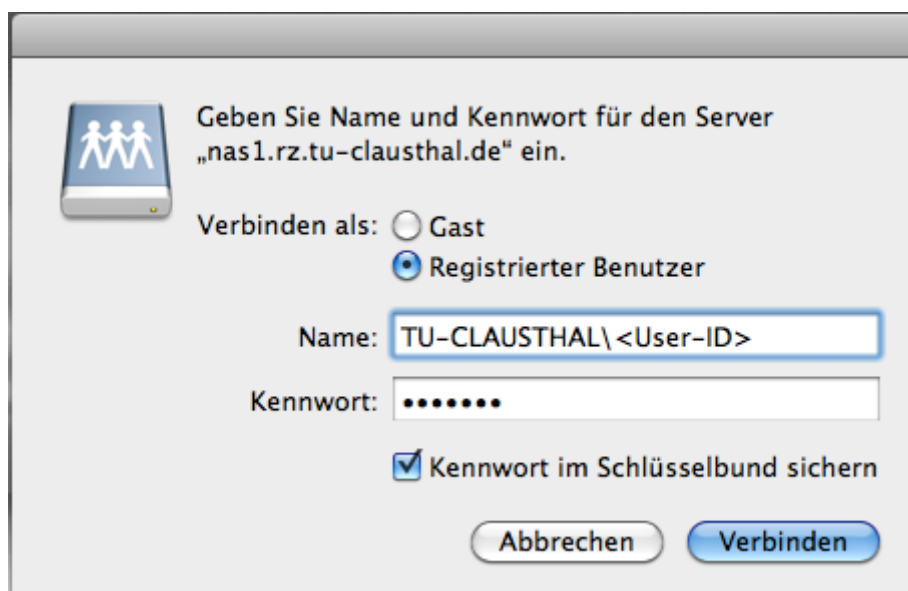 Geben Sie Name und Kennwort für den Server
„nas1.rz.tu-clausthal.de“ ein.
Verbinden als: Gast
Registrierter Benutzer
Name: TU-CLAUSTHAL\<User-ID>
Kennwort: •••••••
Kennwort im Schlüsselbund sichern
Abbrechen Verbinden